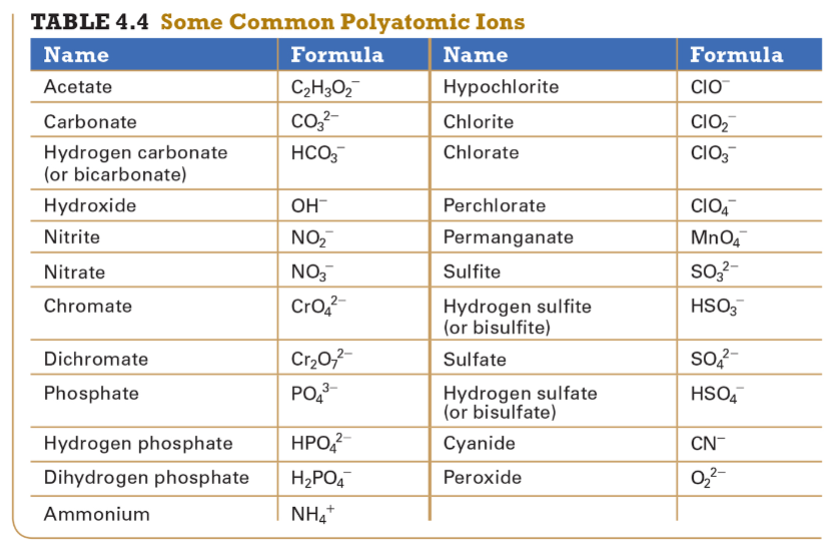 TABLE 4.4 Some Common Polyatomic Ions
Name Formula Name Formula
Acetate C₂H₃O₂⁻ Hypochlorite ClO⁻
Carbonate CO₃²⁻ Chlorite ClO₂⁻
Hydrogen carbonate HCO₃⁻ Chlorate ClO₃⁻
(or bicarbonate)
Hydroxide OH⁻ Perchlorate ClO₄⁻
Nitrite NO₂⁻ Permanganate MnO₄⁻
Nitrate NO₃⁻ Sulfite SO₃²⁻
Chromate CrO₄²⁻ Hydrogen sulfite HSO₃⁻
(or bisulfite)
Dichromate Cr₂O₇²⁻ Sulfate SO₄²⁻
Phosphate PO₄³⁻ Hydrogen sulfate HSO₄⁻
(or bisulfate)
Hydrogen phosphate HPO₄²⁻ Cyanide CN⁻
Dihydrogen phosphate H₂PO₄⁻ Peroxide O₂²⁻
Ammonium NH₄⁺